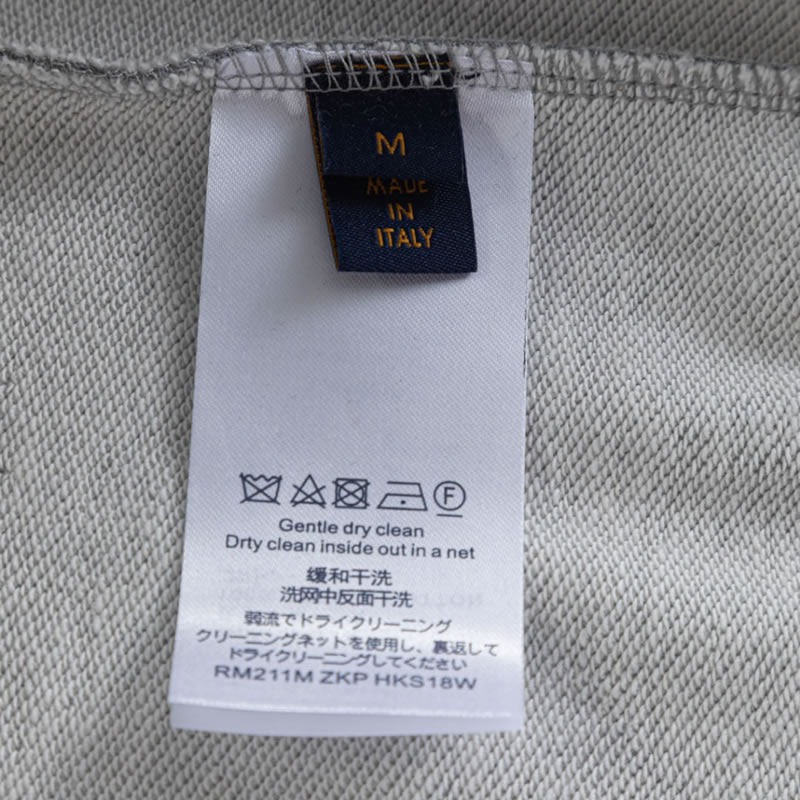 M
MADE
IN
ITALY
F
Gentle dry clean
Drty clean inside out in a net
缓和干洗
洗网中反面干洗
弱流でドライクリーニング
クリーニングネットを使用し、裏返して
ドライクリーニングしてください
RM211M ZKP HKS18W